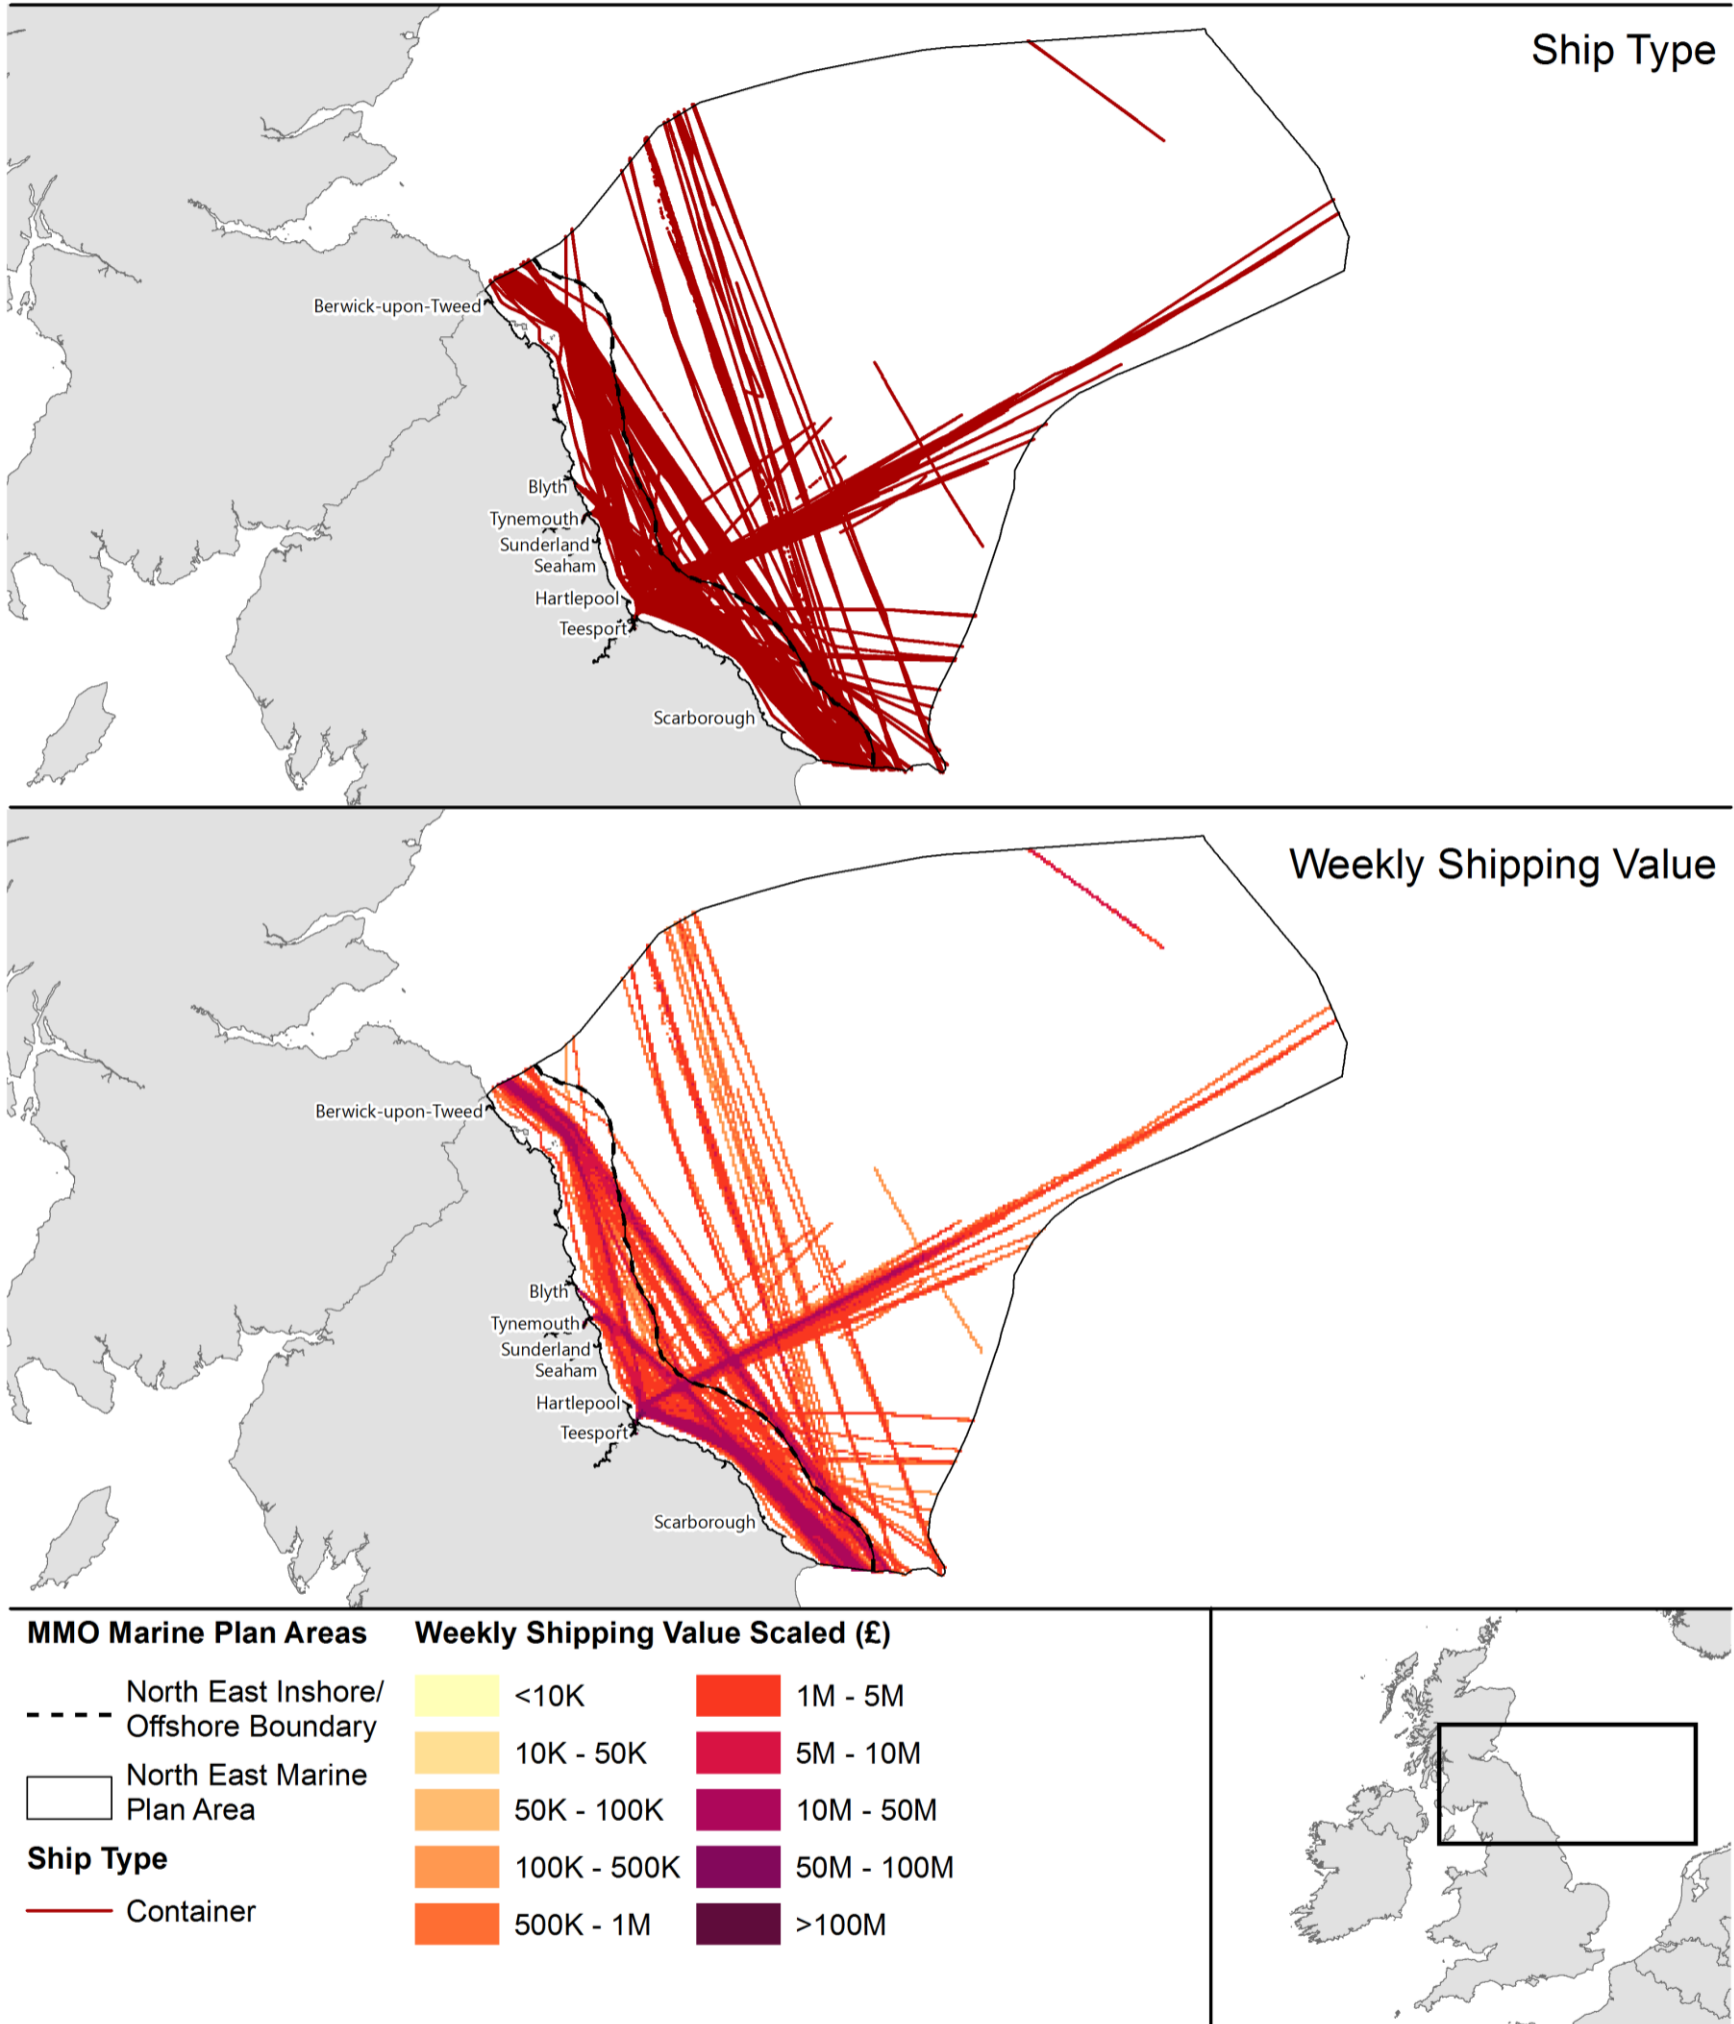 Ship Type
Berwick-upon-Tweed
Blyth
Tynemouth
Sunderland
Seaham
Hartlepool
Teesport
Scarborough
Weekly Shipping Value
Berwick-upon-Tweed
Blyth
Tynemouth
Sunderland
Seaham
Hartlepool
Teesport
Scarborough
MMO Marine Plan Areas
North East Inshore/
Offshore Boundary
North East Marine
Plan Area
Ship Type
Container
Weekly Shipping Value Scaled (£)
<10K
10K - 50K
50K - 100K
100K - 500K
500K - 1M
1M - 5M
5M - 10M
10M - 50M
50M - 100M
>100M